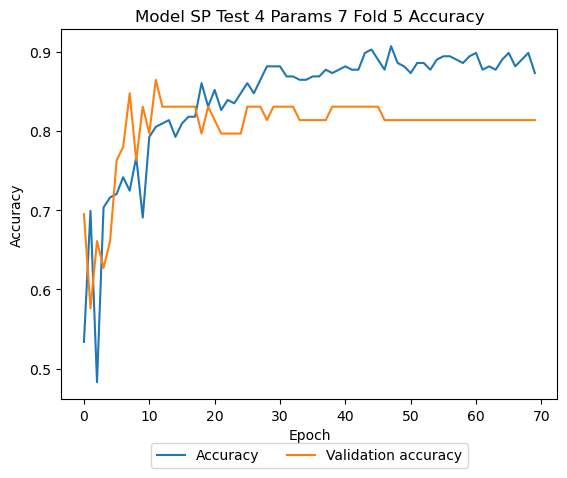 Model SP Test 4 Params 7 Fold 5 Accuracy
0.9
0.8
0.7
0.6
0.5
Accuracy
0 10 20 30 40 50 60 70
Epoch
Accuracy Validation accuracy